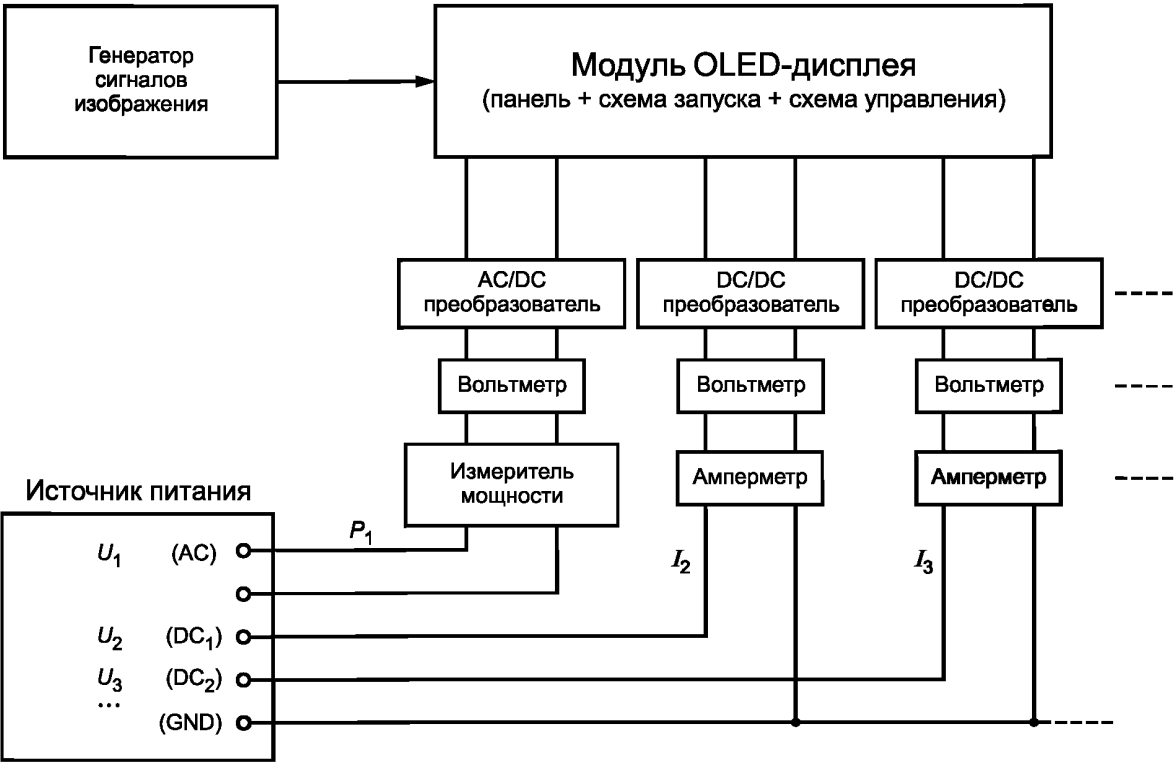 Генератор
сигналов
изображения
Модуль OLED-дисплея
(панель + схема запуска + схема управления)
AC/DC
преобразователь
DC/DC
преобразователь
DC/DC
преобразователь
Вольтметр
Вольтметр
Вольтметр
Измеритель
мощности
Амперметр
Амперметр
Источник питания
U₁ (AC)
P₁
I₂
I₃
U₂ (DC₁)
U₃ (DC₂)
...
(GND)